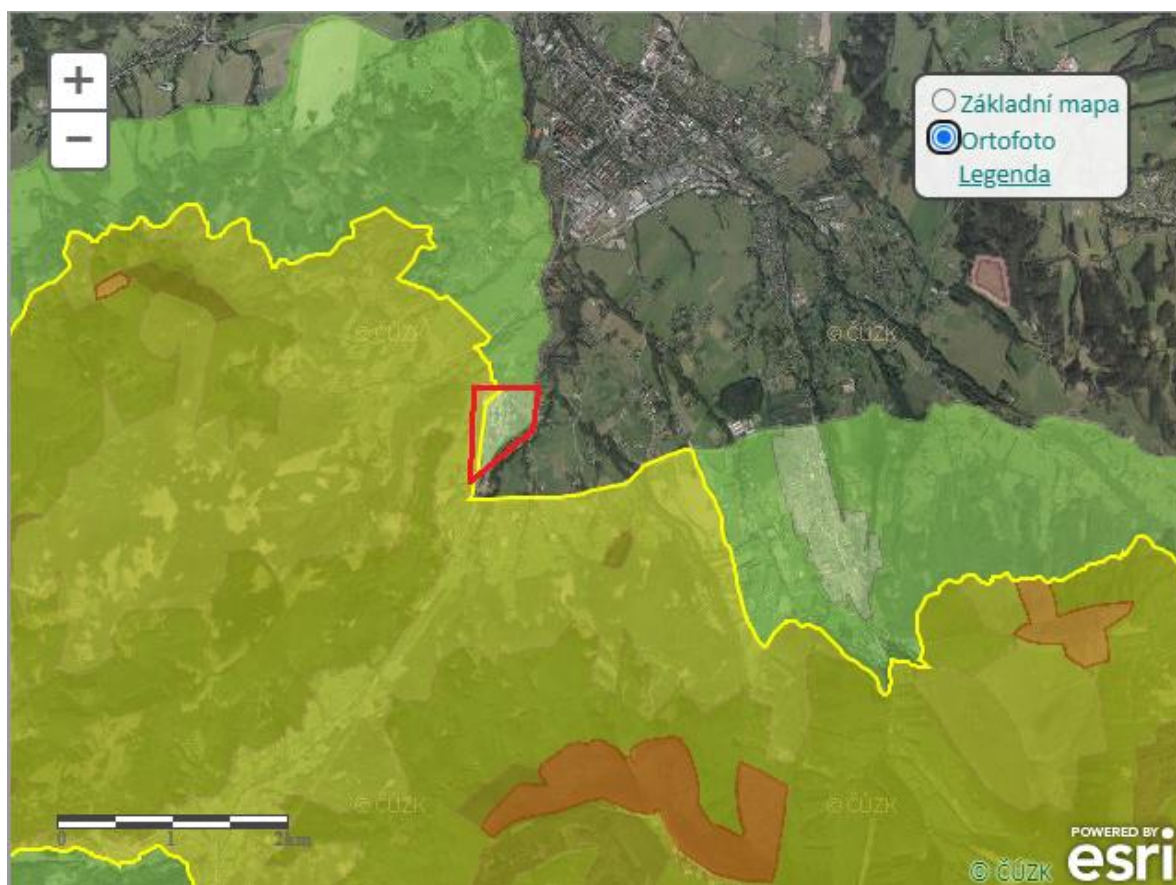 +
−
Základní mapa
Ortofoto
Legenda
© ČÚZK
© ČÚZK
© ČÚZK
© ČÚZK
0 1 2km
POWERED BY
esri
© ČÚZK